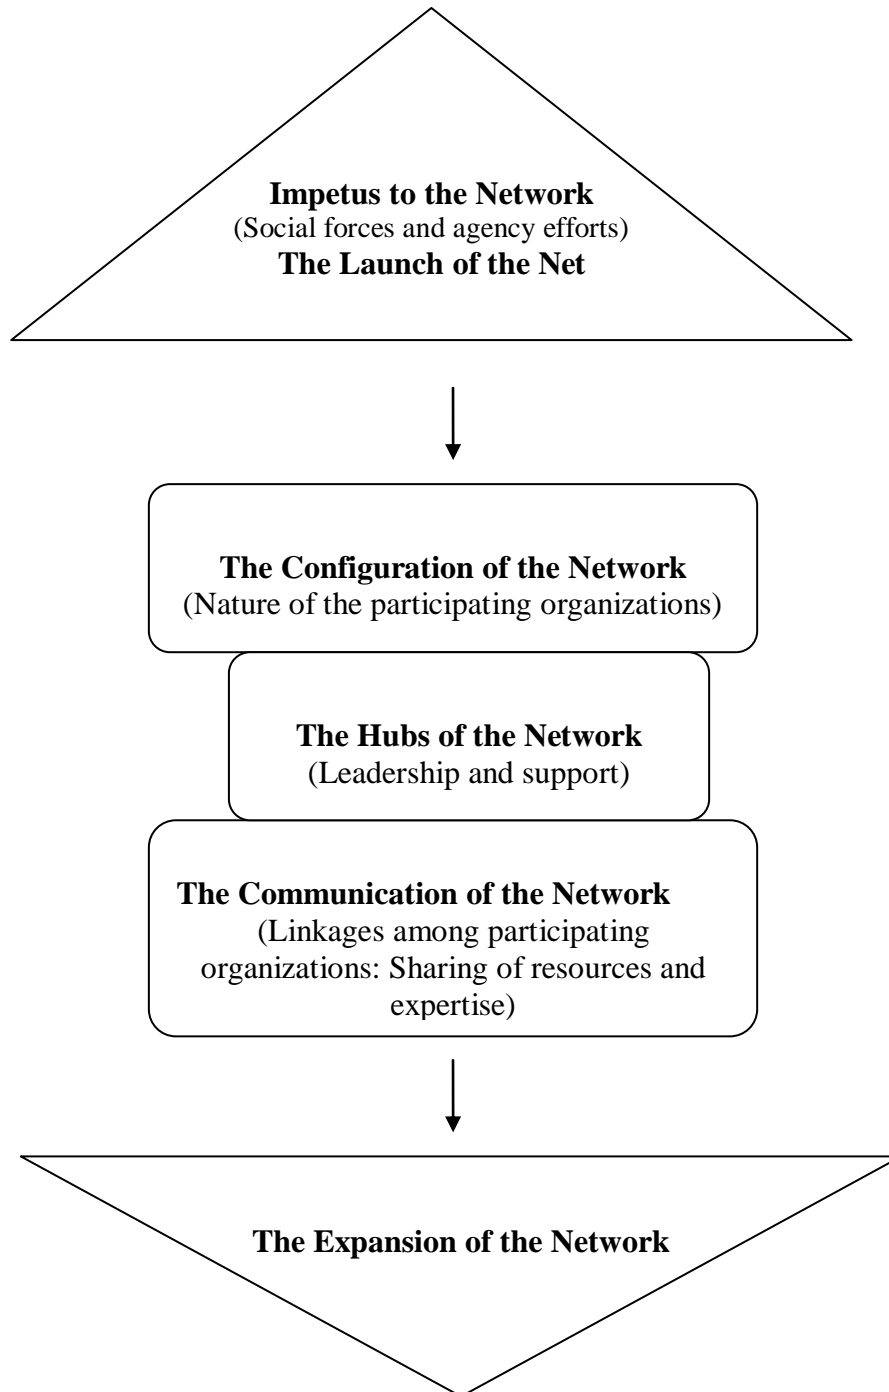 Impetus to the Network
(Social forces and agency efforts)
The Launch of the Net
The Configuration of the Network
(Nature of the participating organizations)
The Hubs of the Network
(Leadership and support)
The Communication of the Network
(Linkages among participating
organizations: Sharing of resources and
expertise)
The Expansion of the Network